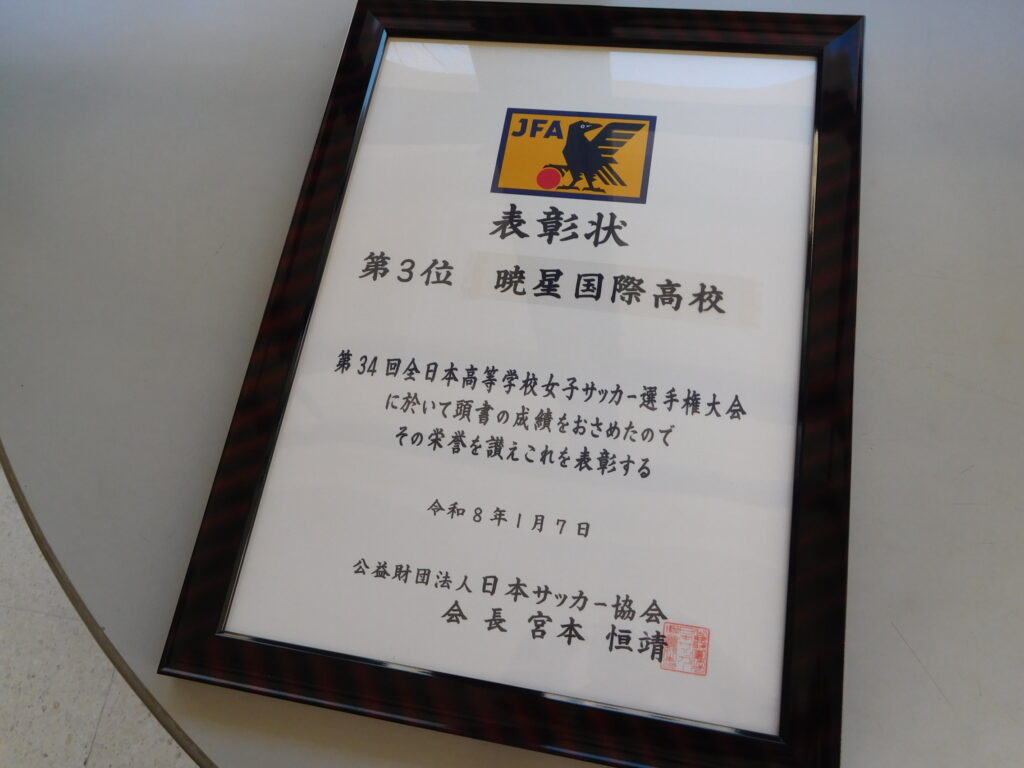 JFA
表彰状
第3位 暁星国際高校
第34回全日本高等学校女子サッカー選手権大会
に於いて頭書の成績をおさめたので
その栄誉を讃えこれを表彰する
令和8年1月7日
公益財団法人日本サッカー協会
会長 宮本 恒靖